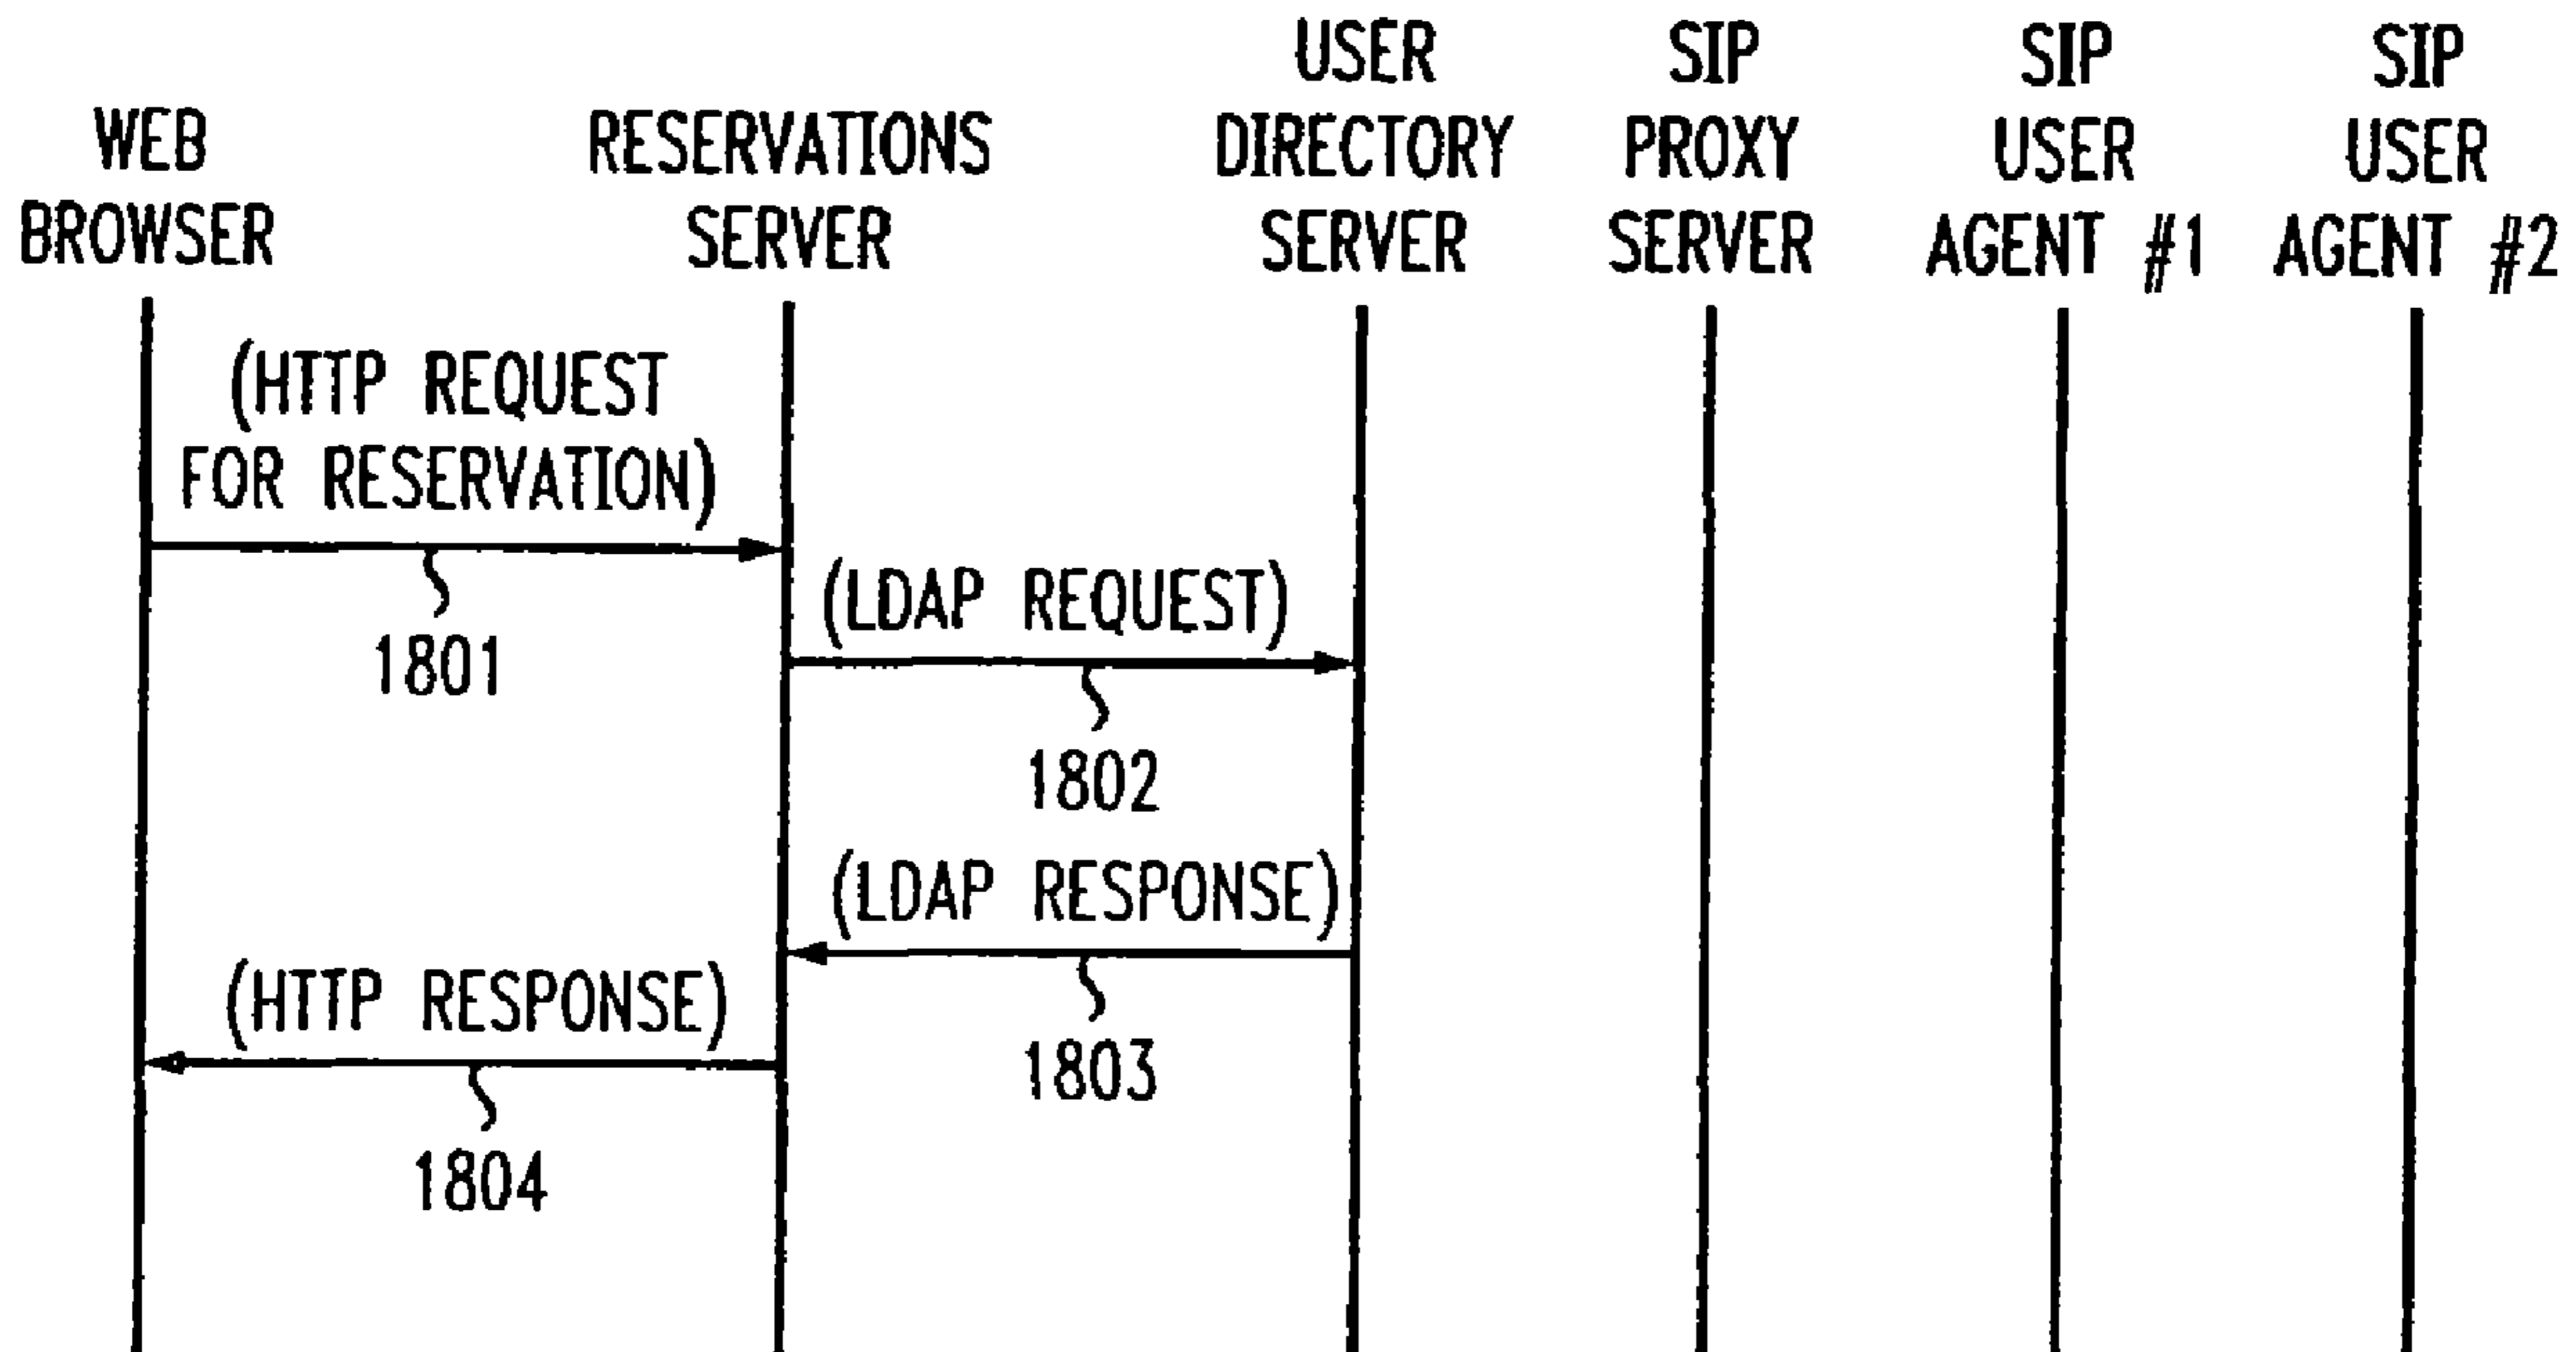 WEB
BROWSER
RESERVATIONS
SERVER
USER
DIRECTORY
SERVER
SIP
PROXY
SERVER
SIP
USER
AGENT #1
SIP
USER
AGENT #2
(HTTP REQUEST
FOR RESERVATION)
1801
(LDAP REQUEST)
1802
(LDAP RESPONSE)
1803
(HTTP RESPONSE)
1804